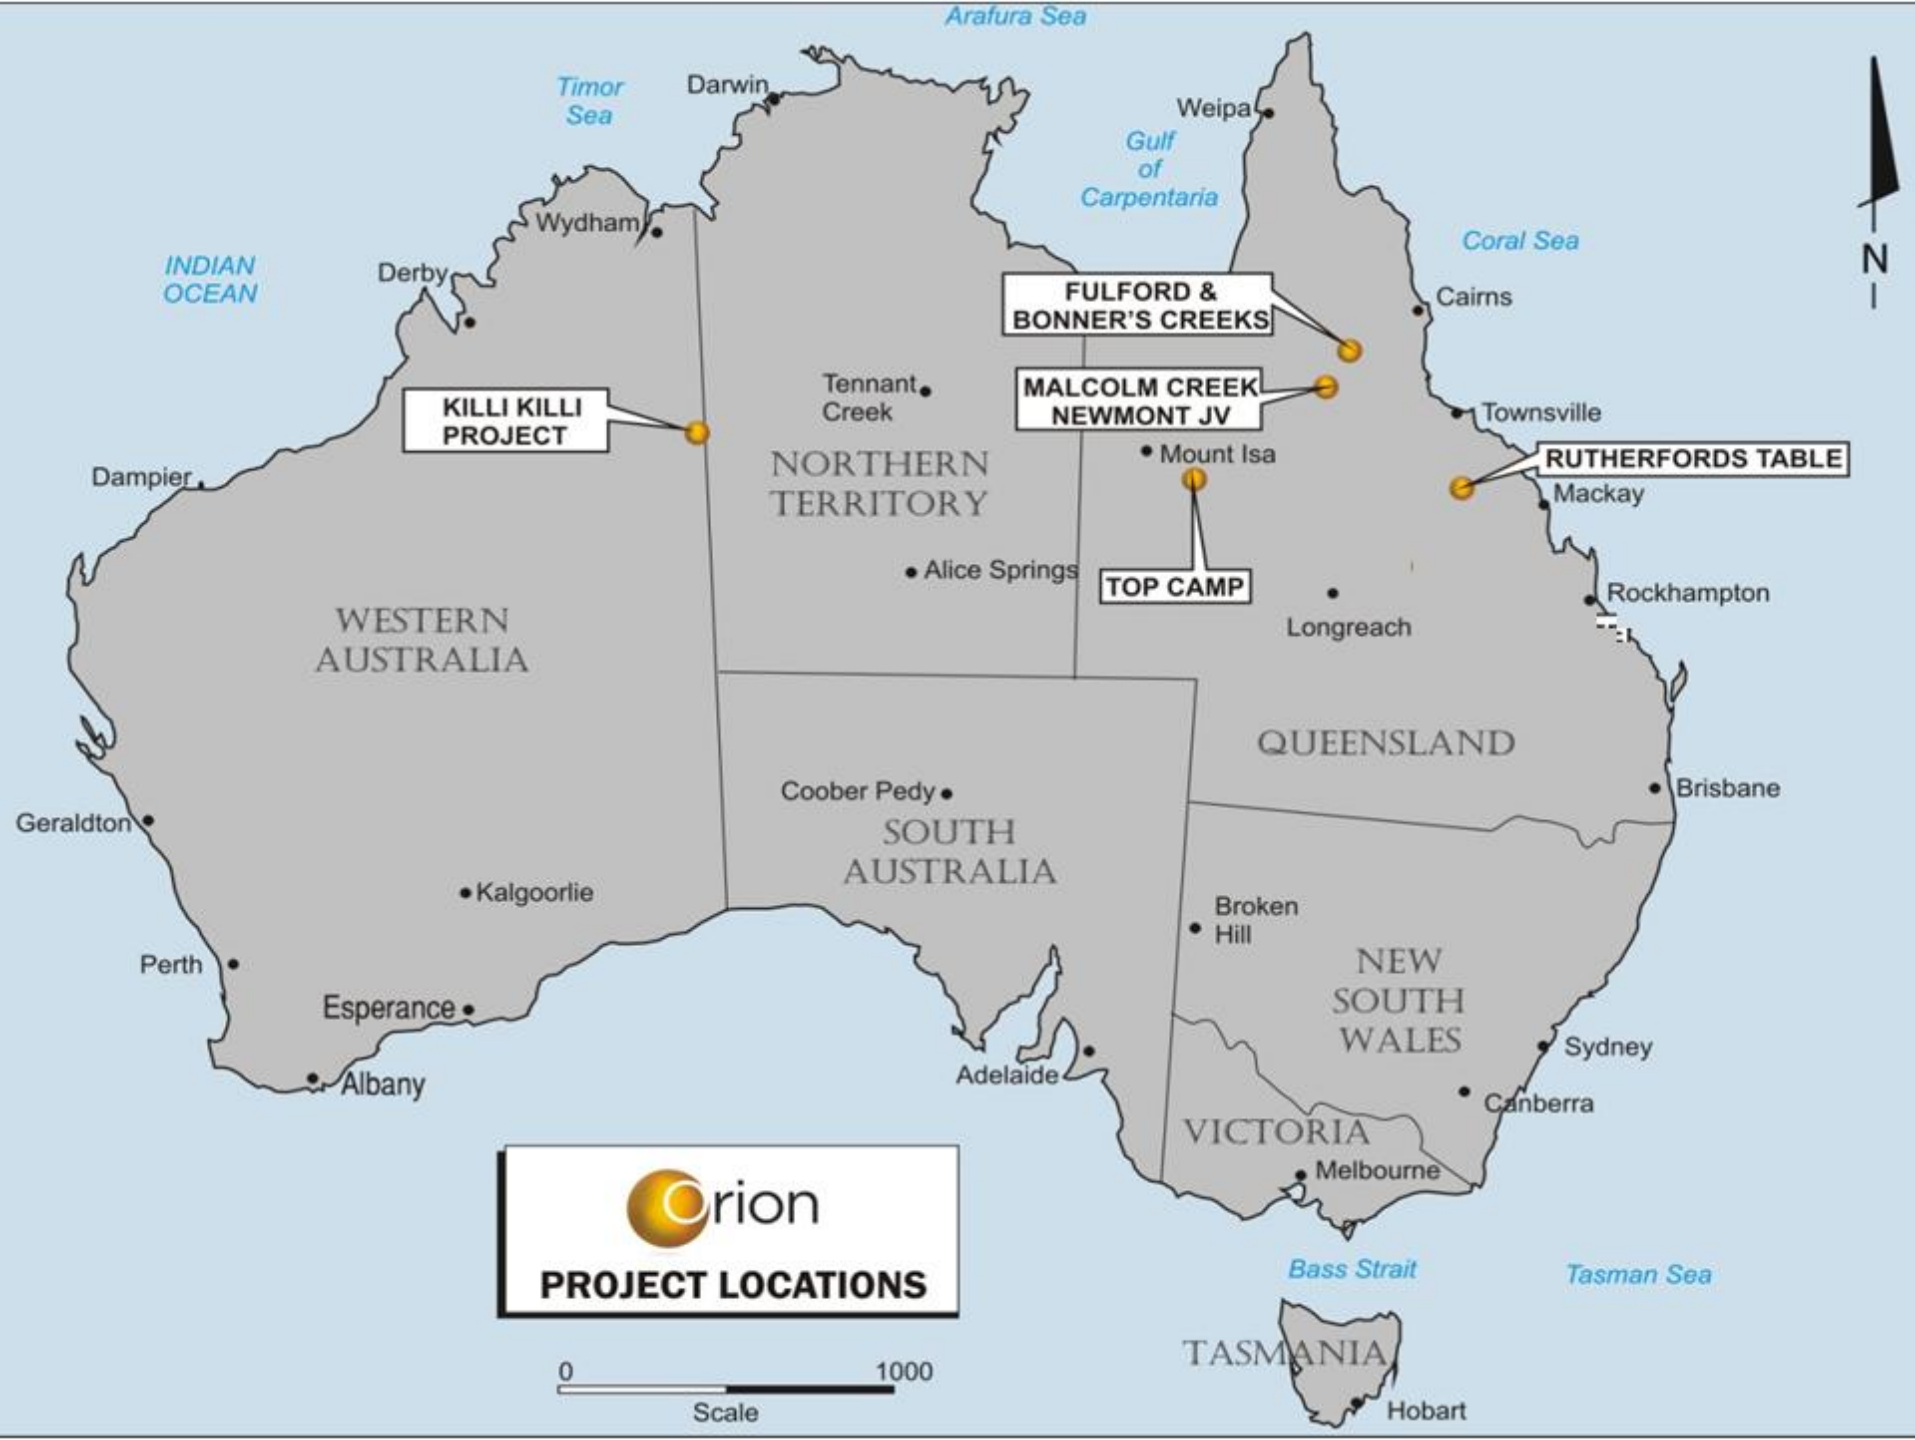 Arafura Sea
Timor
Sea
Darwin
Weipa
Gulf
of
Carpentaria
Wydham
Coral Sea
INDIAN
OCEAN
Derby
N
FULFORD &
BONNER'S CREEKS
Cairns
Tennant
Creek
MALCOLM CREEK
NEWMONT JV
KILLI KILLI
PROJECT
Townsville
Mount Isa
RUTHERFORDS TABLE
NORTHERN
TERRITORY
Dampier
Mackay
Alice Springs
TOP CAMP
Rockhampton
Longreach
WESTERN
AUSTRALIA
QUEENSLAND
Coober Pedy
Brisbane
SOUTH
AUSTRALIA
Geraldton
Kalgoorlie
Broken
Hill
Perth
NEW
SOUTH
WALES
Esperance
Sydney
Adelaide
Albany
Canberra
VICTORIA
Melbourne
Orion
PROJECT LOCATIONS
Bass Strait
Tasman Sea
TASMANIA
0 1000
Scale
Hobart